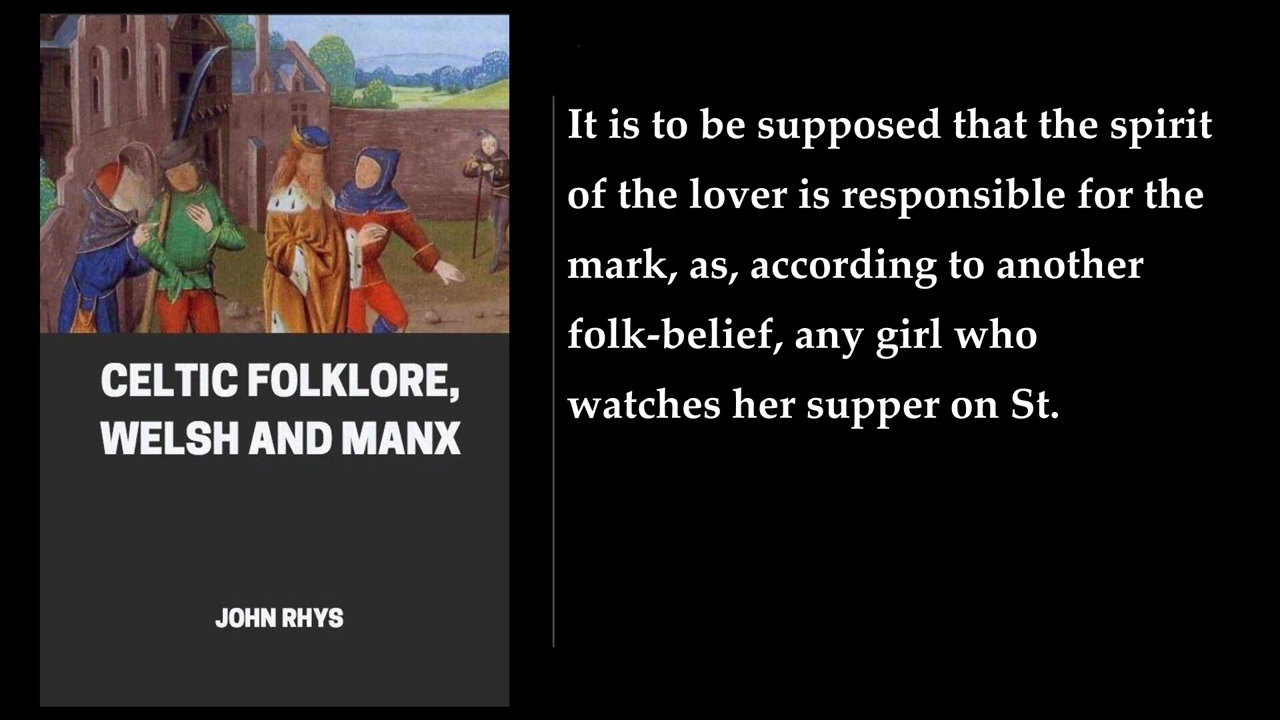 CELTIC FOLKLORE,
WELSH AND MANX
JOHN RHYS
It is to be supposed that the spirit
of the lover is responsible for the
mark, as, according to another
folk-belief, any girl who
watches her supper on St.